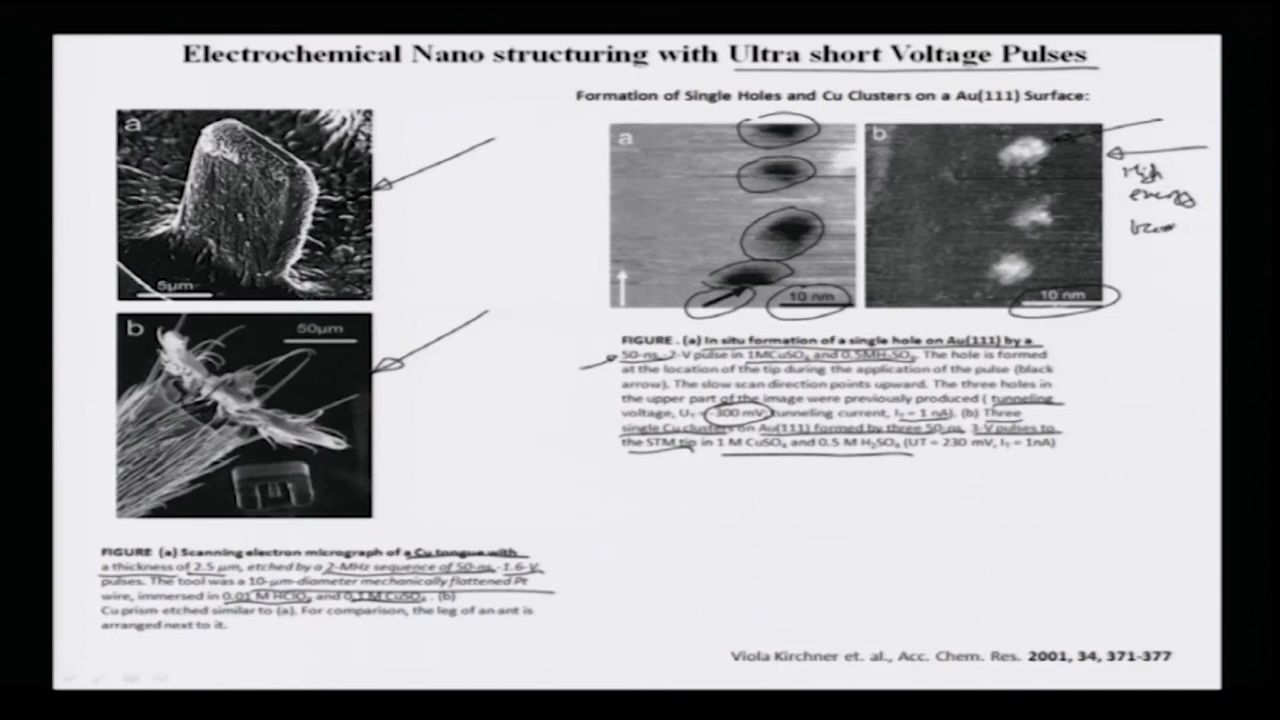 Electrochemical Nano structuring with Ultra short Voltage Pulses
Formation of Single Holes and Cu Clusters on a Au(111) Surface:
a
5µm
b
50µm
a
10 nm
b
10 nm
High
energy
FIGURE (a) Scanning electron micrograph of a Cu tongue with
a thickness of 2.5 µm, etched by a 2-MHz sequence of 50-ns, -1.6-V
pulses. The tool was a 10-µm-diameter mechanically flattened Pt
wire, immersed in 0.01 M HClO₄ and 0.1 M CuSO₄ . (b)
Cu prism etched similar to (a). For comparison, the leg of an ant is
arranged next to it.
FIGURE . (a) In situ formation of a single hole on Au(111) by a
50-ns, -2-V pulse in 1MCuSO₄ and 0.5MH₂SO₄. The hole is formed
at the location of the tip during the application of the pulse (black
arrow). The slow scan direction points upward. The three holes in
the upper part of the image were previously produced ( tunneling
voltage, U_T = -300 mV; tunneling current, I_T = 1 nA). (b) Three
single Cu clusters on Au(111) formed by three 50-ns, 3-V pulses to
the STM tip in 1 M CuSO₄ and 0.5 M H₂SO₄ (UT = 230 mV, I_T = 1nA)
Viola Kirchner et. al., Acc. Chem. Res. 2001, 34, 371-377